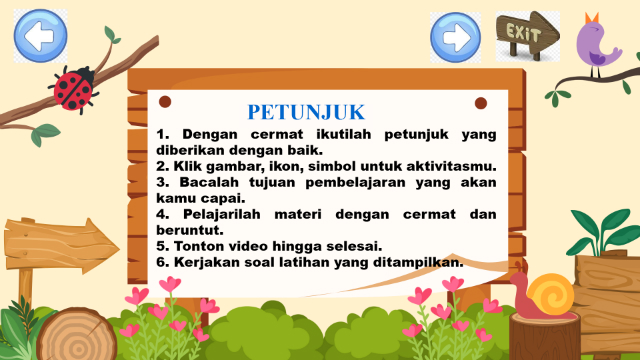 EXiT
PETUNJUK
1. Dengan cermat ikutilah petunjuk yang
diberikan dengan baik.
2. Klik gambar, ikon, simbol untuk aktivitasmu.
3. Bacalah tujuan pembelajaran yang akan
kamu capai.
4. Pelajarilah materi dengan cermat dan
beruntut.
5. Tonton video hingga selesai.
6. Kerjakan soal latihan yang ditampilkan.